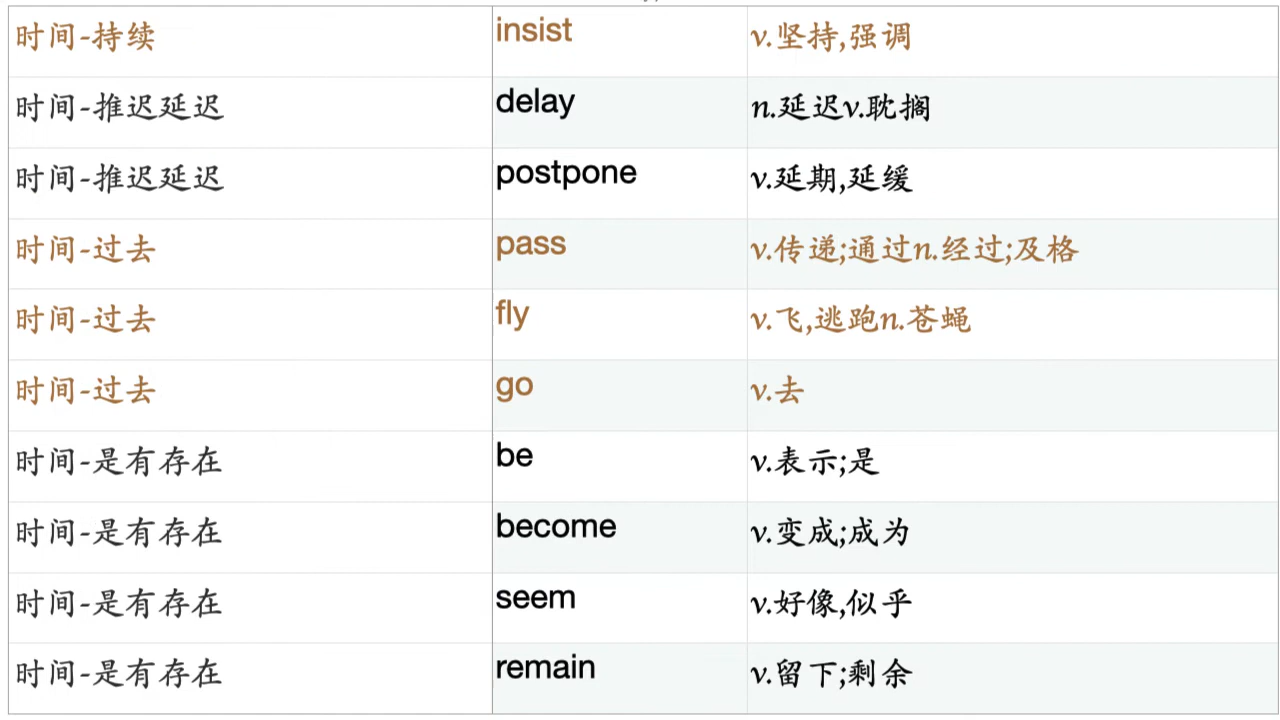 时间-持续 insist v.坚持,强调
时间-推迟延迟 delay n.延迟v.耽搁
时间-推迟延迟 postpone v.延期,延缓
时间-过去 pass v.传递;通过n.经过;及格
时间-过去 fly v.飞,逃跑n.苍蝇
时间-过去 go v.去
时间-是有存在 be v.表示;是
时间-是有存在 become v.变成;成为
时间-是有存在 seem v.好像,似乎
时间-是有存在 remain v.留下;剩余